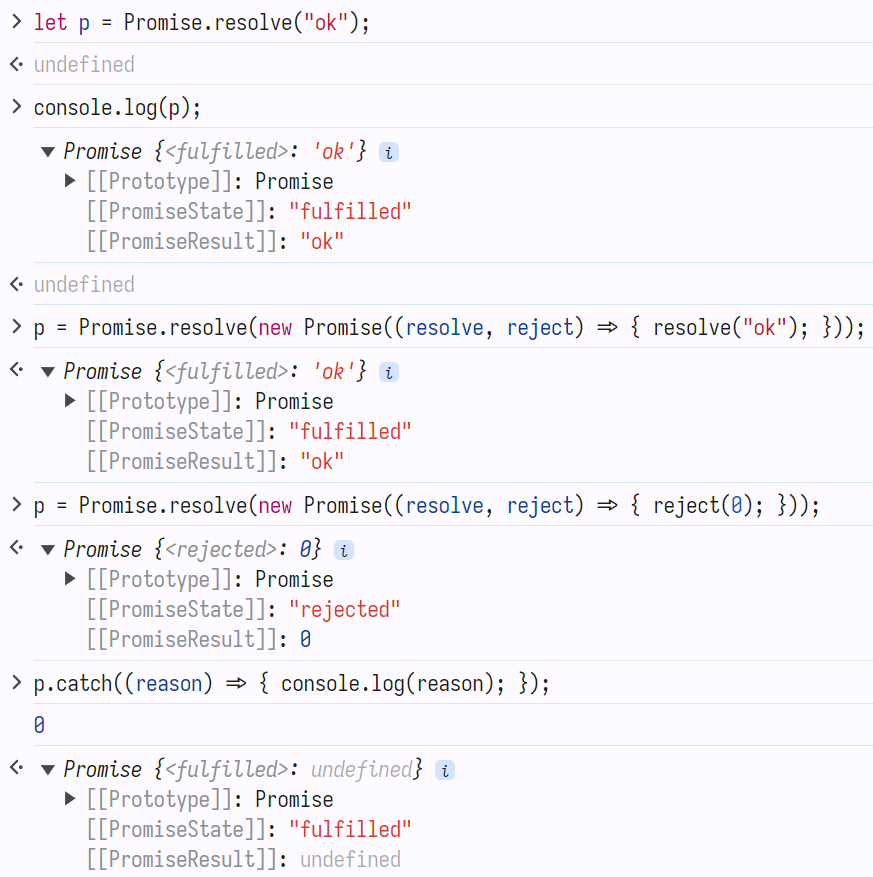 > let p = Promise.resolve("ok");
undefined
> console.log(p);
▼ Promise {<fulfilled>: 'ok'} i
▶ [[Prototype]]: Promise
[[PromiseState]]: "fulfilled"
[[PromiseResult]]: "ok"
undefined
> p = Promise.resolve(new Promise((resolve, reject) => { resolve("ok"); }));
▼ Promise {<fulfilled>: 'ok'} i
▶ [[Prototype]]: Promise
[[PromiseState]]: "fulfilled"
[[PromiseResult]]: "ok"
> p = Promise.resolve(new Promise((resolve, reject) => { reject(0); }));
▼ Promise {<rejected>: 0} i
▶ [[Prototype]]: Promise
[[PromiseState]]: "rejected"
[[PromiseResult]]: 0
> p.catch((reason) => { console.log(reason); });
0
▼ Promise {<fulfilled>: undefined} i
▶ [[Prototype]]: Promise
[[PromiseState]]: "fulfilled"
[[PromiseResult]]: undefined